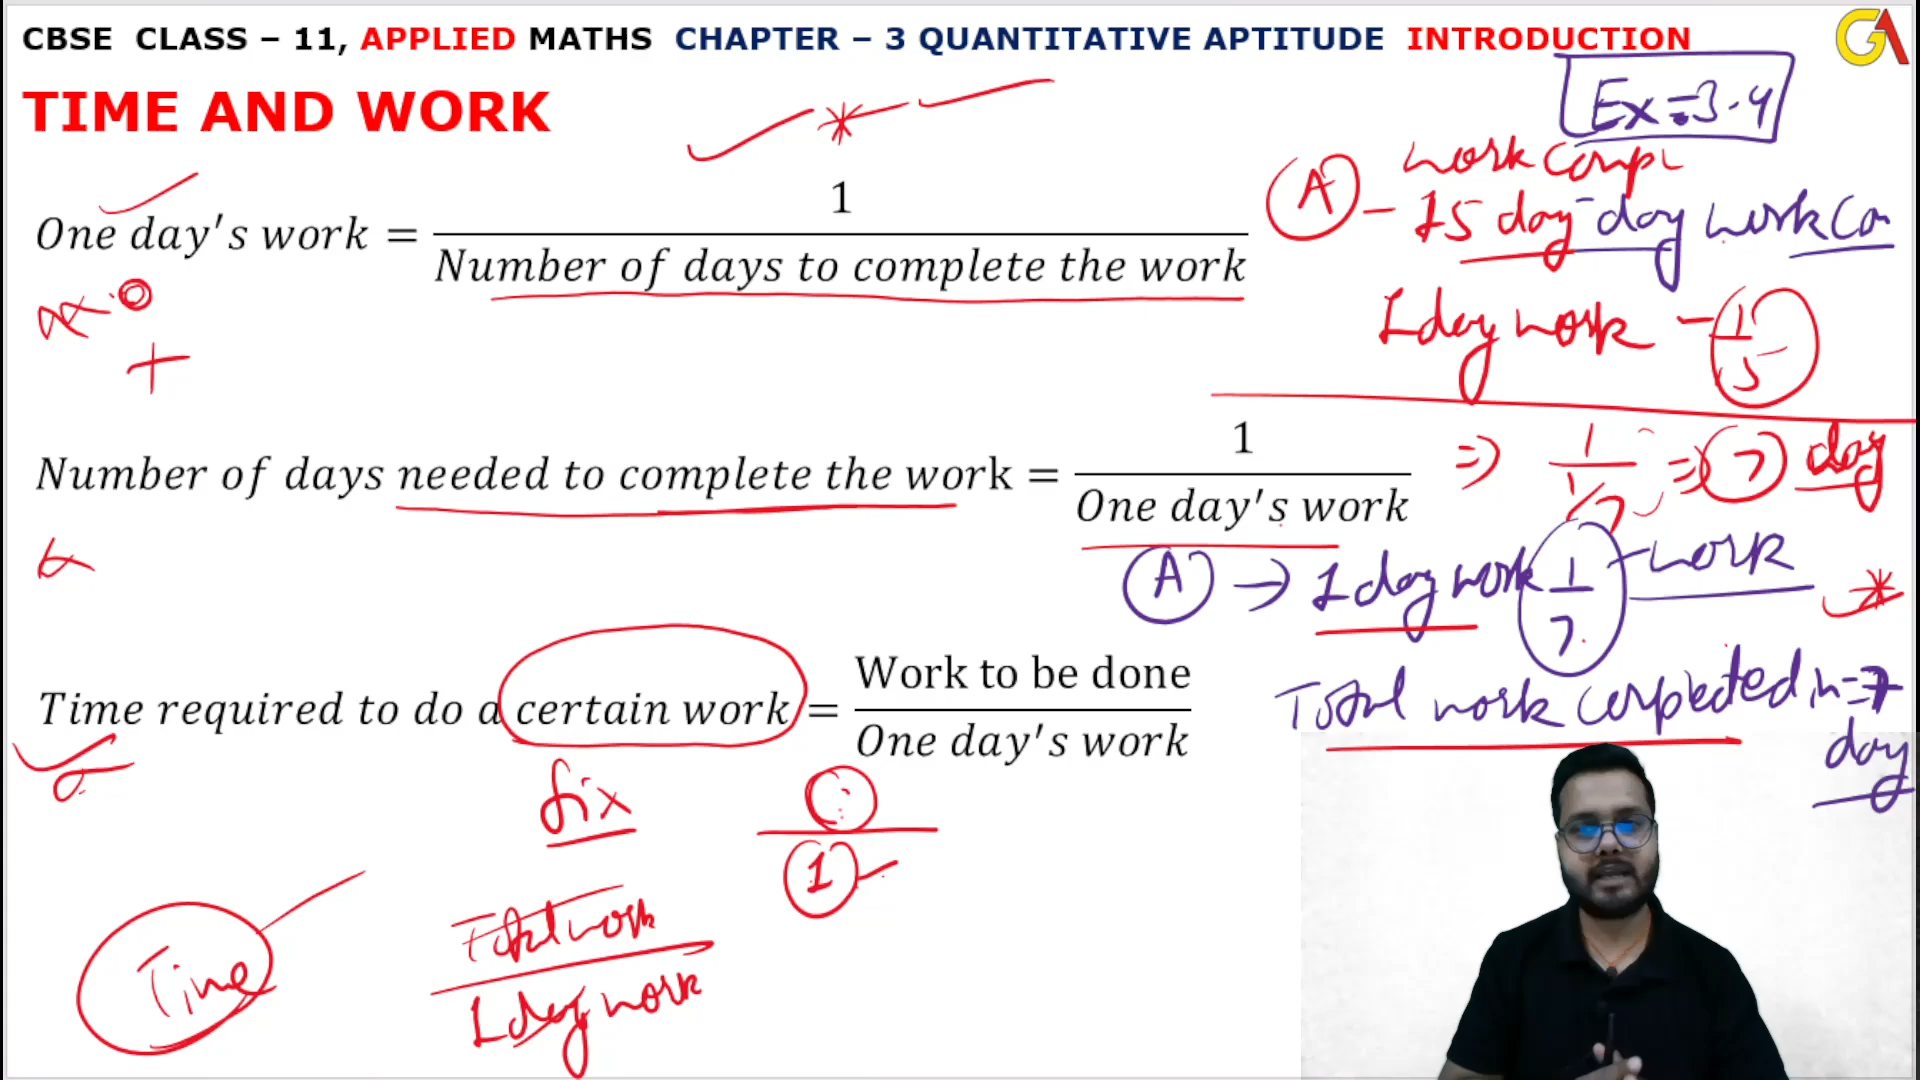 CBSE CLASS – 11, APPLIED MATHS CHAPTER – 3 QUANTITATIVE APTITUDE INTRODUCTION
GA
TIME AND WORK
Ex = 3.4
work compl
A – 15 day – day work Co
One day's work = 1 / Number of days to complete the work
1 day work – 1/15
Number of days needed to complete the work = 1 / One day's work
=> 1 / 1/7 => 7 day
A → 1 day work 1/7 – work
Time required to do a certain work = Work to be done / One day's work
Total work in = 7
day
fix
1
Time
Total work
1 day work